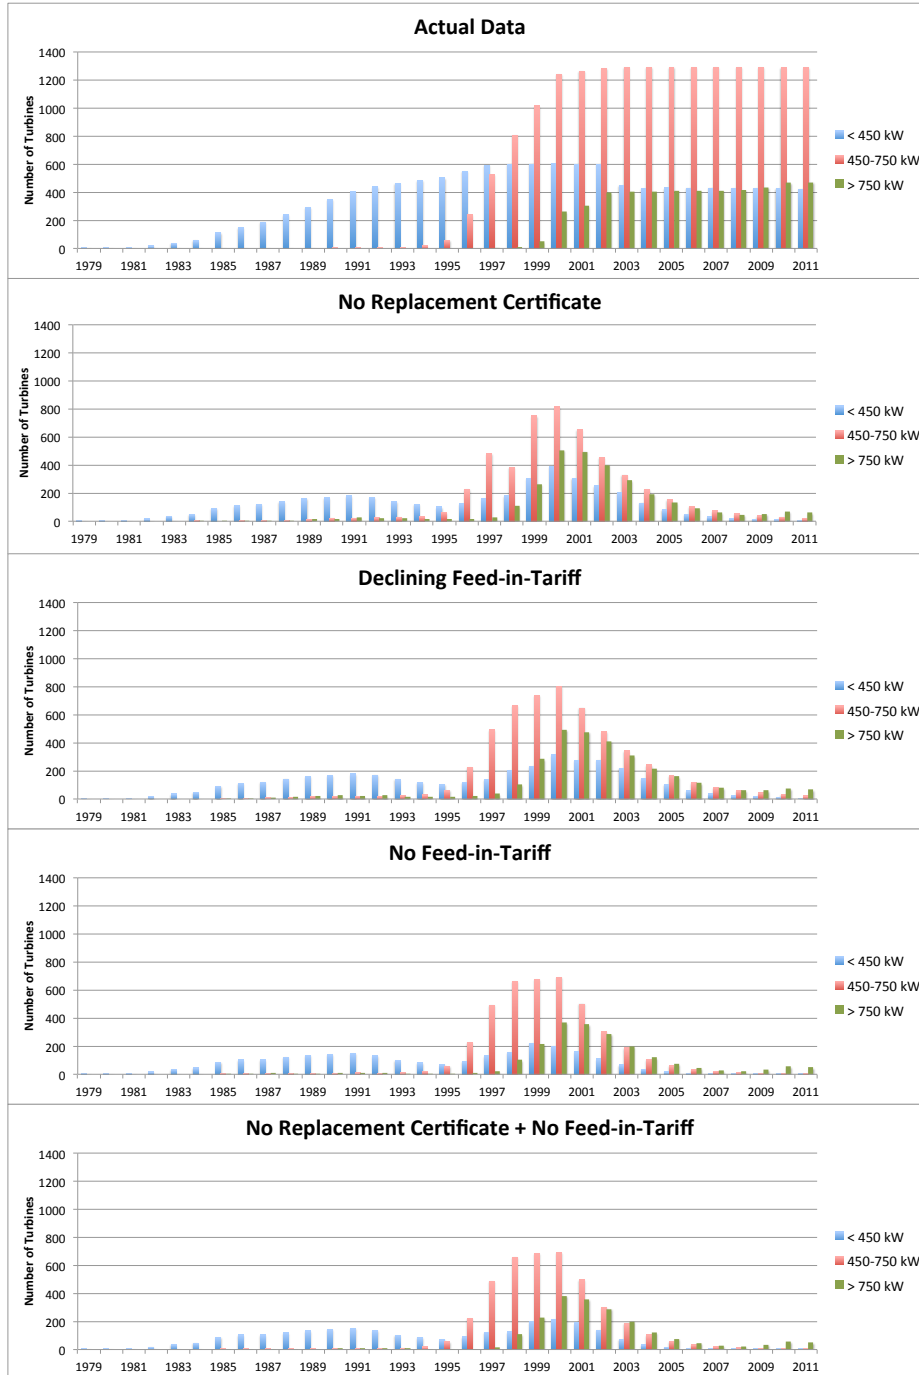 Actual Data
Number of Turbines
1400
1200
1000
800
600
400
200
0
1979 1981 1983 1985 1987 1989 1991 1993 1995 1997 1999 2001 2003 2005 2007 2009 2011
< 450 kW
450-750 kW
> 750 kW
No Replacement Certificate
Number of Turbines
1400
1200
1000
800
600
400
200
0
1979 1981 1983 1985 1987 1989 1991 1993 1995 1997 1999 2001 2003 2005 2007 2009 2011
< 450 kW
450-750 kW
> 750 kW
Declining Feed-in-Tariff
Number of Turbines
1400
1200
1000
800
600
400
200
0
1979 1981 1983 1985 1987 1989 1991 1993 1995 1997 1999 2001 2003 2005 2007 2009 2011
< 450 kW
450-750 kW
> 750 kW
No Feed-in-Tariff
Number of Turbines
1400
1200
1000
800
600
400
200
0
1979 1981 1983 1985 1987 1989 1991 1993 1995 1997 1999 2001 2003 2005 2007 2009 2011
< 450 kW
450-750 kW
> 750 kW
No Replacement Certificate + No Feed-in-Tariff
Number of Turbines
1400
1200
1000
800
600
400
200
0
1979 1981 1983 1985 1987 1989 1991 1993 1995 1997 1999 2001 2003 2005 2007 2009 2011
< 450 kW
450-750 kW
> 750 kW